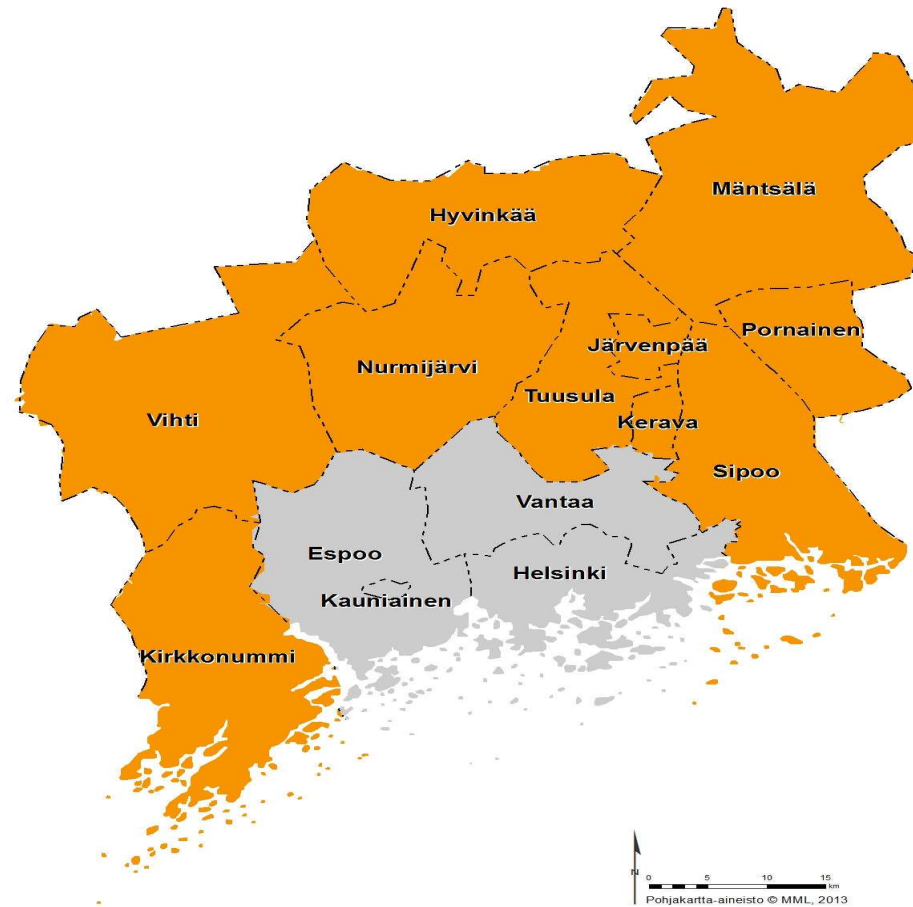 Mäntsälä
Hyvinkää
Pornainen
Järvenpää
Nurmijärvi
Tuusula
Vihti
Kerava
Sipoo
Vantaa
Espoo
Helsinki
Kauniainen
Kirkkonummi
N
0 5 10 15
km
Pohjakartta-aineisto © MML, 2013